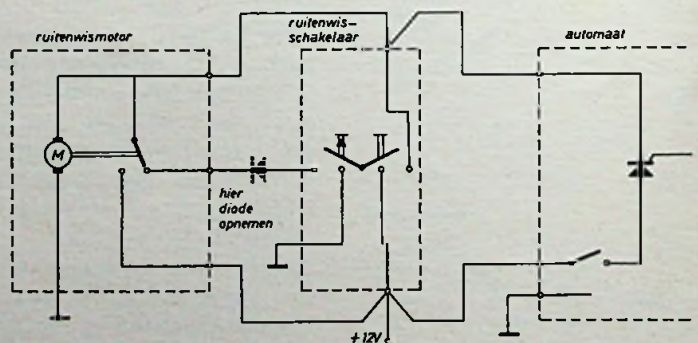 ruitenwismotor
ruitenwis-
schakelaar
automaat
M
hier
diode
opnemen
+12V